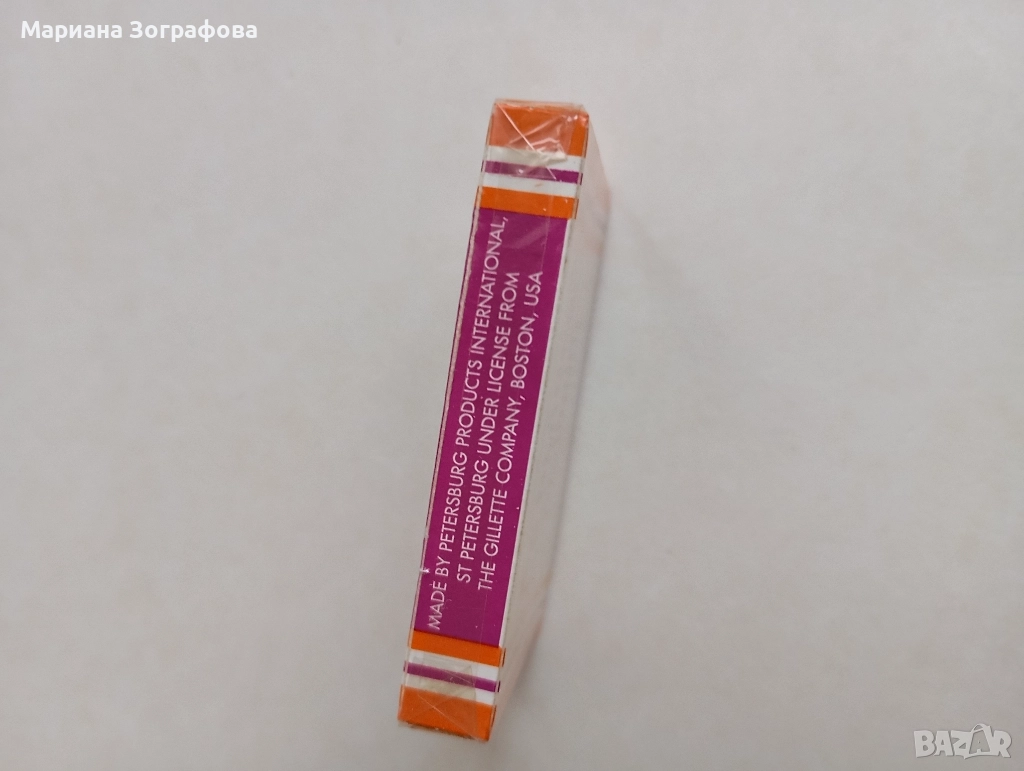 Мариана Зографова
MADE BY PETERSBURG PRODUCTS INTERNATIONAL,
ST PETERSBURG UNDER LICENSE FROM
THE GILLETTE COMPANY, BOSTON, USA
BAZAR